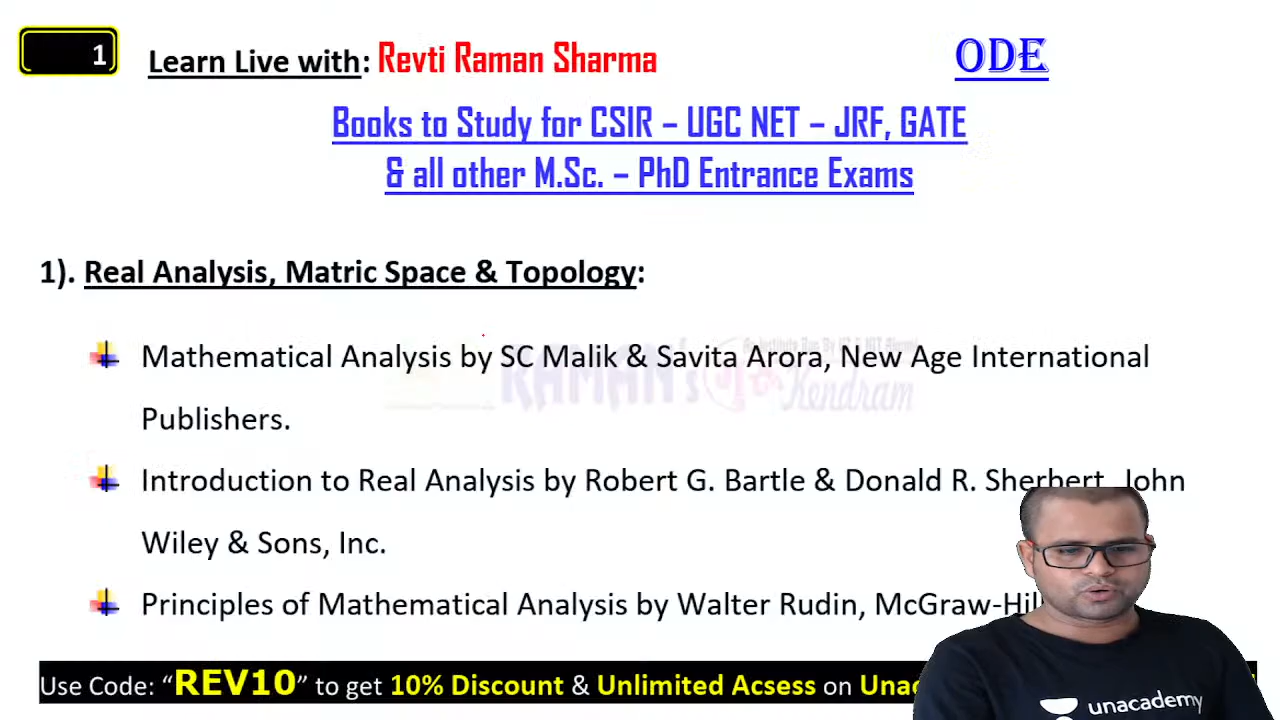 1
Learn Live with: Revti Raman Sharma
ODE
Books to Study for CSIR – UGC NET – JRF, GATE
& all other M.Sc. – PhD Entrance Exams
1). Real Analysis, Matric Space & Topology:
RAMAN's
Kendram
Mathematical Analysis by SC Malik & Savita Arora, New Age International
Publishers.
Introduction to Real Analysis by Robert G. Bartle & Donald R. Sherbert, John
Wiley & Sons, Inc.
Principles of Mathematical Analysis by Walter Rudin,
Use Code: “REV10” to get 10% Discount & Unlimited Acsess on
unacademy